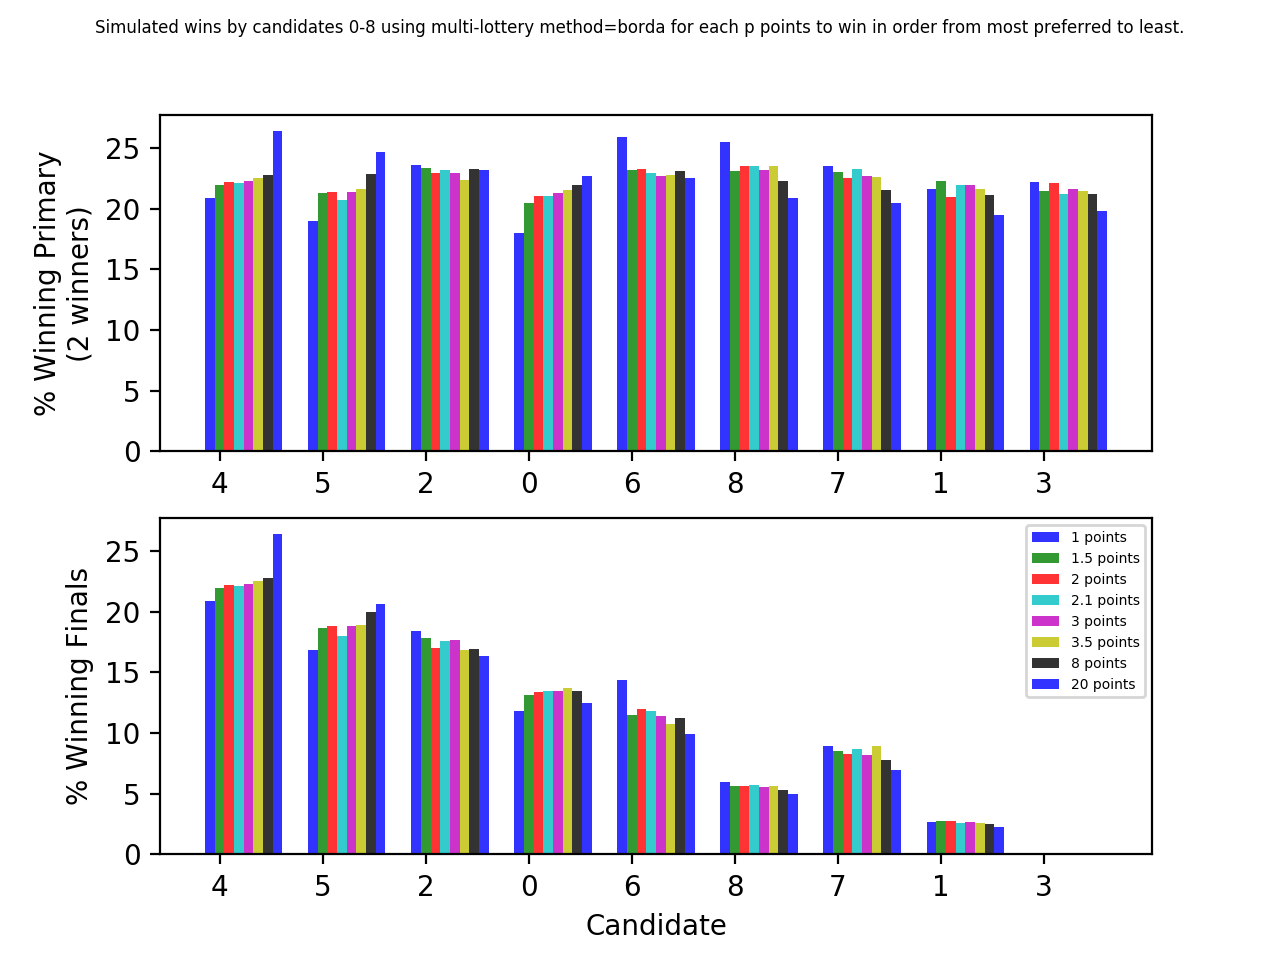 Simulated wins by candidates 0-8 using multi-lottery method=borda for each p points to win in order from most preferred to least.
% Winning Primary
(2 winners)
25
20
15
10
5
0
4 5 2 0 6 8 7 1 3
% Winning Finals
25
20
15
10
5
0
1 points
1.5 points
2 points
2.1 points
3 points
3.5 points
8 points
20 points
4 5 2 0 6 8 7 1 3
Candidate